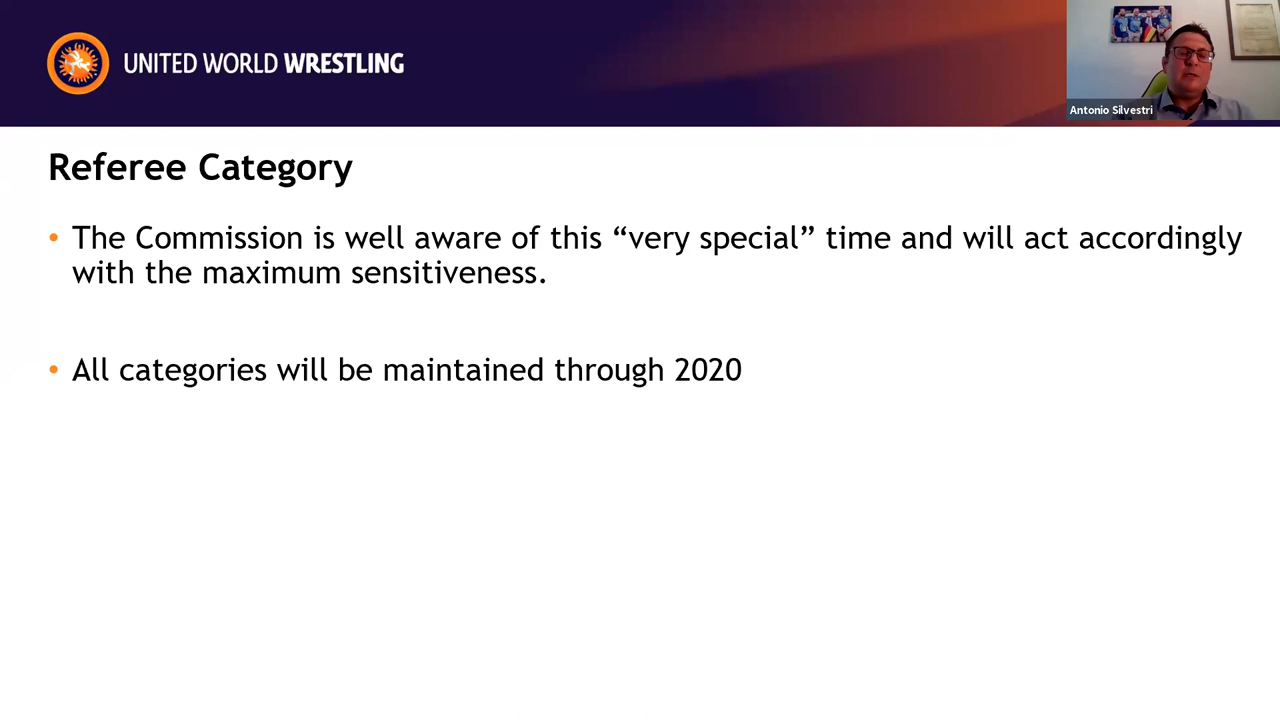 UNITED WORLD WRESTLING
Antonio Silvestri
Referee Category
• The Commission is well aware of this “very special” time and will act accordingly
with the maximum sensitiveness.
• All categories will be maintained through 2020